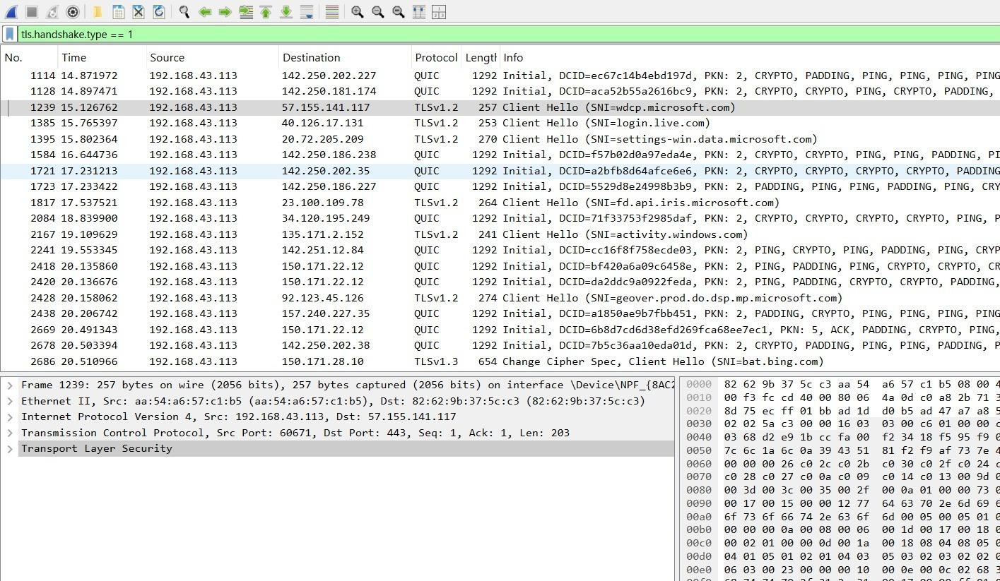 tls.handshake.type == 1
No. Time Source Destination Protocol Length Info
1114 14.871972 192.168.43.113 142.250.202.227 QUIC 1292 Initial, DCID=ec67c14b4ebd197d, PKN: 2, CRYPTO, PADDING, PING, PING, PING, PING
1128 14.897471 192.168.43.113 142.250.181.174 QUIC 1292 Initial, DCID=aca52b55a2616bc9, PKN: 2, CRYPTO, CRYPTO, PING, CRYPTO, PADDING,
1239 15.126762 192.168.43.113 57.155.141.117 TLSv1.2 257 Client Hello (SNI=wdcp.microsoft.com)
1385 15.765397 192.168.43.113 40.126.17.131 TLSv1.2 253 Client Hello (SNI=login.live.com)
1395 15.802364 192.168.43.113 20.72.205.209 TLSv1.2 270 Client Hello (SNI=settings-win.data.microsoft.com)
1584 16.644736 192.168.43.113 142.250.186.238 QUIC 1292 Initial, DCID=f57b02d0a97eda4e, PKN: 2, CRYPTO, CRYPTO, PING, PING, PADDING, PI
1721 17.231213 192.168.43.113 142.250.202.35 QUIC 1292 Initial, DCID=a2bfb8d64afce6e6, PKN: 2, CRYPTO, CRYPTO, CRYPTO, CRYPTO, PADDING
1723 17.233422 192.168.43.113 142.250.186.227 QUIC 1292 Initial, DCID=5529d8e24998b3b9, PKN: 2, PADDING, PING, PING, PADDING, PING, CRY
1817 17.537521 192.168.43.113 23.100.109.78 TLSv1.2 264 Client Hello (SNI=fd.api.iris.microsoft.com)
2084 18.839900 192.168.43.113 34.120.195.249 QUIC 1292 Initial, DCID=71f33753f2985daf, PKN: 2, CRYPTO, CRYPTO, CRYPTO, CRYPTO, PING, P
2167 19.109629 192.168.43.113 135.171.2.152 TLSv1.2 241 Client Hello (SNI=activity.windows.com)
2241 19.553345 192.168.43.113 142.251.12.84 QUIC 1292 Initial, DCID=cc16f8f758ecde03, PKN: 2, PING, CRYPTO, PING, PADDING, PING, CRYP
2418 20.135860 192.168.43.113 150.171.22.12 QUIC 1292 Initial, DCID=bf420a6a09c6458e, PKN: 2, PING, PADDING, PING, CRYPTO, CRYPTO, CR
2420 20.136676 192.168.43.113 150.171.22.12 QUIC 1292 Initial, DCID=da2ddc9a0922feda, PKN: 2, PING, PADDING, CRYPTO, CRYPTO, PADDING,
2428 20.158062 192.168.43.113 92.123.45.126 TLSv1.2 274 Client Hello (SNI=geover.prod.do.dsp.mp.microsoft.com)
2438 20.206742 192.168.43.113 157.240.227.35 QUIC 1292 Initial, DCID=a1850ae9b7fbb451, PKN: 2, PADDING, CRYPTO, PING, PING, PING, PING
2669 20.491343 192.168.43.113 150.171.22.12 QUIC 1292 Initial, DCID=6b8d7cd6d38efd269fca68ee7ec1, PKN: 5, ACK, PADDING, CRYPTO, PING,
2678 20.503394 192.168.43.113 142.250.202.38 QUIC 1292 Initial, DCID=7b5c36aa10eda01d, PKN: 2, CRYPTO, PADDING, PING, PING, PADDING, P
2686 20.510966 192.168.43.113 150.171.28.10 TLSv1.3 654 Change Cipher Spec, Client Hello (SNI=bat.bing.com)
Frame 1239: 257 bytes on wire (2056 bits), 257 bytes captured (2056 bits) on interface \Device\NPF_{8AC2
Ethernet II, Src: aa:54:a6:57:c1:b5 (aa:54:a6:57:c1:b5), Dst: 82:62:9b:37:5c:c3 (82:62:9b:37:5c:c3)
Internet Protocol Version 4, Src: 192.168.43.113, Dst: 57.155.141.117
Transmission Control Protocol, Src Port: 60671, Dst Port: 443, Seq: 1, Ack: 1, Len: 203
Transport Layer Security
0000 82 62 9b 37 5c c3 aa 54 a6 57 c1 b5 08 00 4
0010 00 f3 fc cd 40 00 80 06 4a 0d c0 a8 2b 71 3
0020 8d 75 ec ff 01 bb ad 1d d0 b5 ad 47 a7 a8 5
0030 02 02 5a c3 00 00 16 03 03 00 c6 01 00 00 c
0040 03 68 d2 e9 1b cc fa 00 f2 34 18 f5 95 f9 0
0050 7c 6c 1a 6c 0a 39 43 51 81 f2 f9 af 73 7e 4
0060 00 00 00 26 c0 2c c0 2b c0 30 c0 2f c0 24 c
0070 c0 28 c0 27 c0 0a c0 09 c0 14 c0 13 00 9d 0
0080 00 3d 00 3c 00 35 00 2f 00 0a 01 00 00 73 0
0090 00 17 00 15 00 00 12 77 64 63 70 2e 6d 69 6
00a0 6f 73 6f 66 74 2e 63 6f 6d 00 05 00 05 01 0
00b0 00 00 00 0a 00 08 00 06 00 1d 00 17 00 18 0
00c0 00 02 01 00 00 0d 00 1a 00 18 08 04 08 05 0
00d0 04 01 05 01 02 01 04 03 05 03 02 03 02 02 0
00e0 06 03 00 23 00 00 00 10 00 0e 00 0c 02 68 3